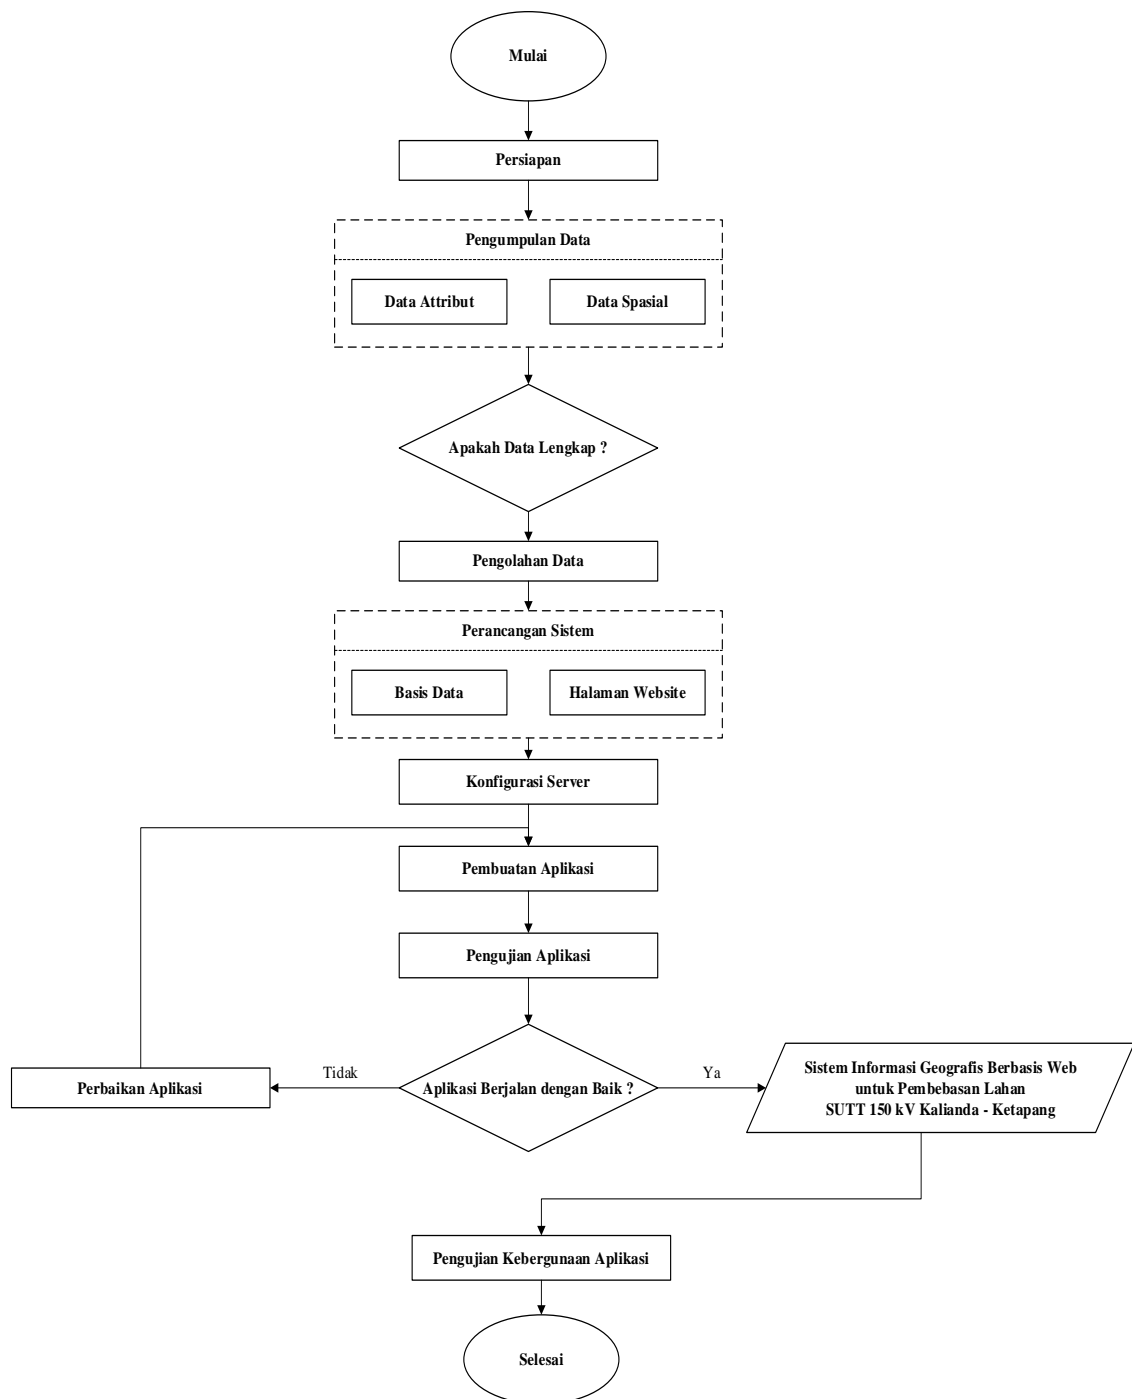 Mulai
Persiapan
Pengumpulan Data
Data Attribut
Data Spasial
Apakah Data Lengkap ?
Pengolahan Data
Perancangan Sistem
Basis Data
Halaman Website
Konfigurasi Server
Pembuatan Aplikasi
Pengujian Aplikasi
Perbaikan Aplikasi
Tidak
Aplikasi Berjalan dengan Baik ?
Ya
Sistem Informasi Geografis Berbasis Web
untuk Pembebasan Lahan
SUTT 150 kV Kalianda - Ketapang
Pengujian Kebergunaan Aplikasi
Selesai